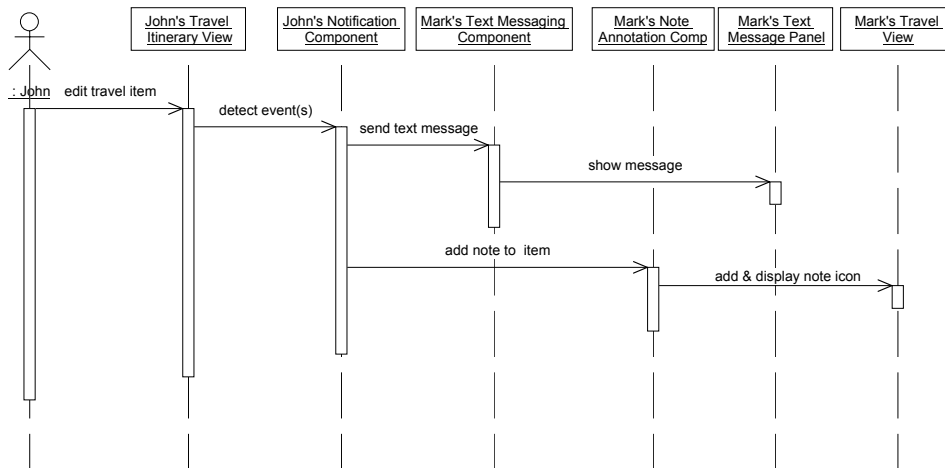 John's Travel
Itinerary View
John's Notification
Component
Mark's Text Messaging
Component
Mark's Note
Annotation Comp
Mark's Text
Message Panel
Mark's Travel
View
: John
edit travel item
detect event(s)
send text message
show message
add note to item
add & display note icon